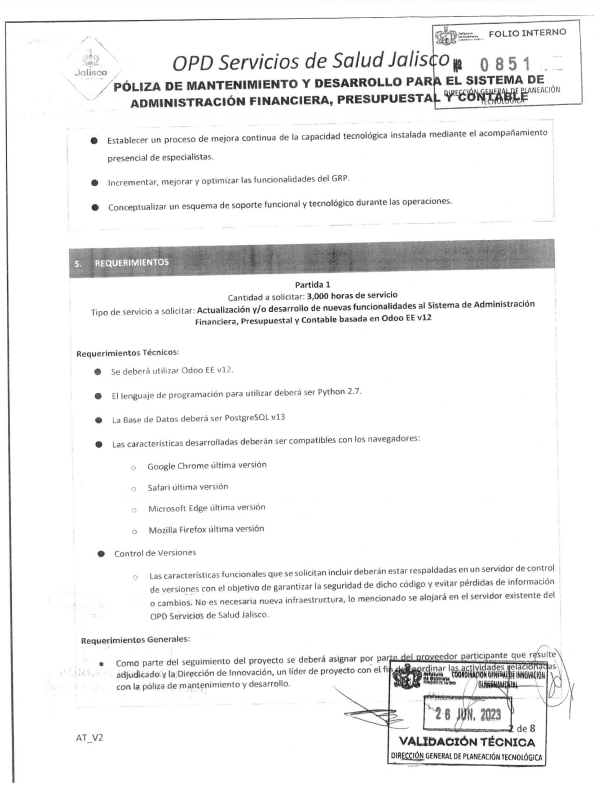 Jefatura de Gabinete
FOLIO INTERNO
Jalisco
OPD Servicios de Salud Jalisco
Nº 0851
PÓLIZA DE MANTENIMIENTO Y DESARROLLO PARA EL SISTEMA DE
ADMINISTRACIÓN FINANCIERA, PRESUPUESTAL Y CONTABLE
DIRECCIÓN GENERAL DE PLANEACIÓN
TECNOLÓGICA
● Establecer un proceso de mejora continua de la capacidad tecnológica instalada mediante el acompañamiento
presencial de especialistas.
● Incrementar, mejorar y optimizar las funcionalidades del GRP.
● Conceptualizar un esquema de soporte funcional y tecnológico durante las operaciones.
5. REQUERIMIENTOS
Partida 1
Cantidad a solicitar: 3,000 horas de servicio
Tipo de servicio a solicitar: Actualización y/o desarrollo de nuevas funcionalidades al Sistema de Administración
Financiera, Presupuestal y Contable basada en Odoo EE v12
Requerimientos Técnicos:
● Se deberá utilizar Odoo EE v12.
● El lenguaje de programación para utilizar deberá ser Python 2.7.
● La Base de Datos deberá ser PostgreSQL v13
● Las características desarrolladas deberán ser compatibles con los navegadores:
○ Google Chrome última versión
○ Safari última versión
○ Microsoft Edge última versión
○ Mozilla Firefox última versión
● Control de Versiones
○ Las características funcionales que se solicitan incluir deberán estar respaldadas en un servidor de control
de versiones con el objetivo de garantizar la seguridad de dicho código y evitar pérdidas de información
o cambios. No es necesaria nueva infraestructura, lo mencionado se alojará en el servidor existente del
OPD Servicios de Salud Jalisco.
Requerimientos Generales:
● Como parte del seguimiento del proyecto se deberá asignar por parte del proveedor participante que resulte
adjudicado y la Dirección de Innovación, un líder de proyecto con el fin de coordinar las actividades relacionadas
con la póliza de mantenimiento y desarrollo.
Jefatura de Gabinete
COORDINACIÓN GENERAL DE INNOVACIÓN
GUBERNAMENTAL
26 JUN. 2023
2 de 8
VALIDACIÓN TÉCNICA
DIRECCIÓN GENERAL DE PLANEACIÓN TECNOLÓGICA
AT_V2